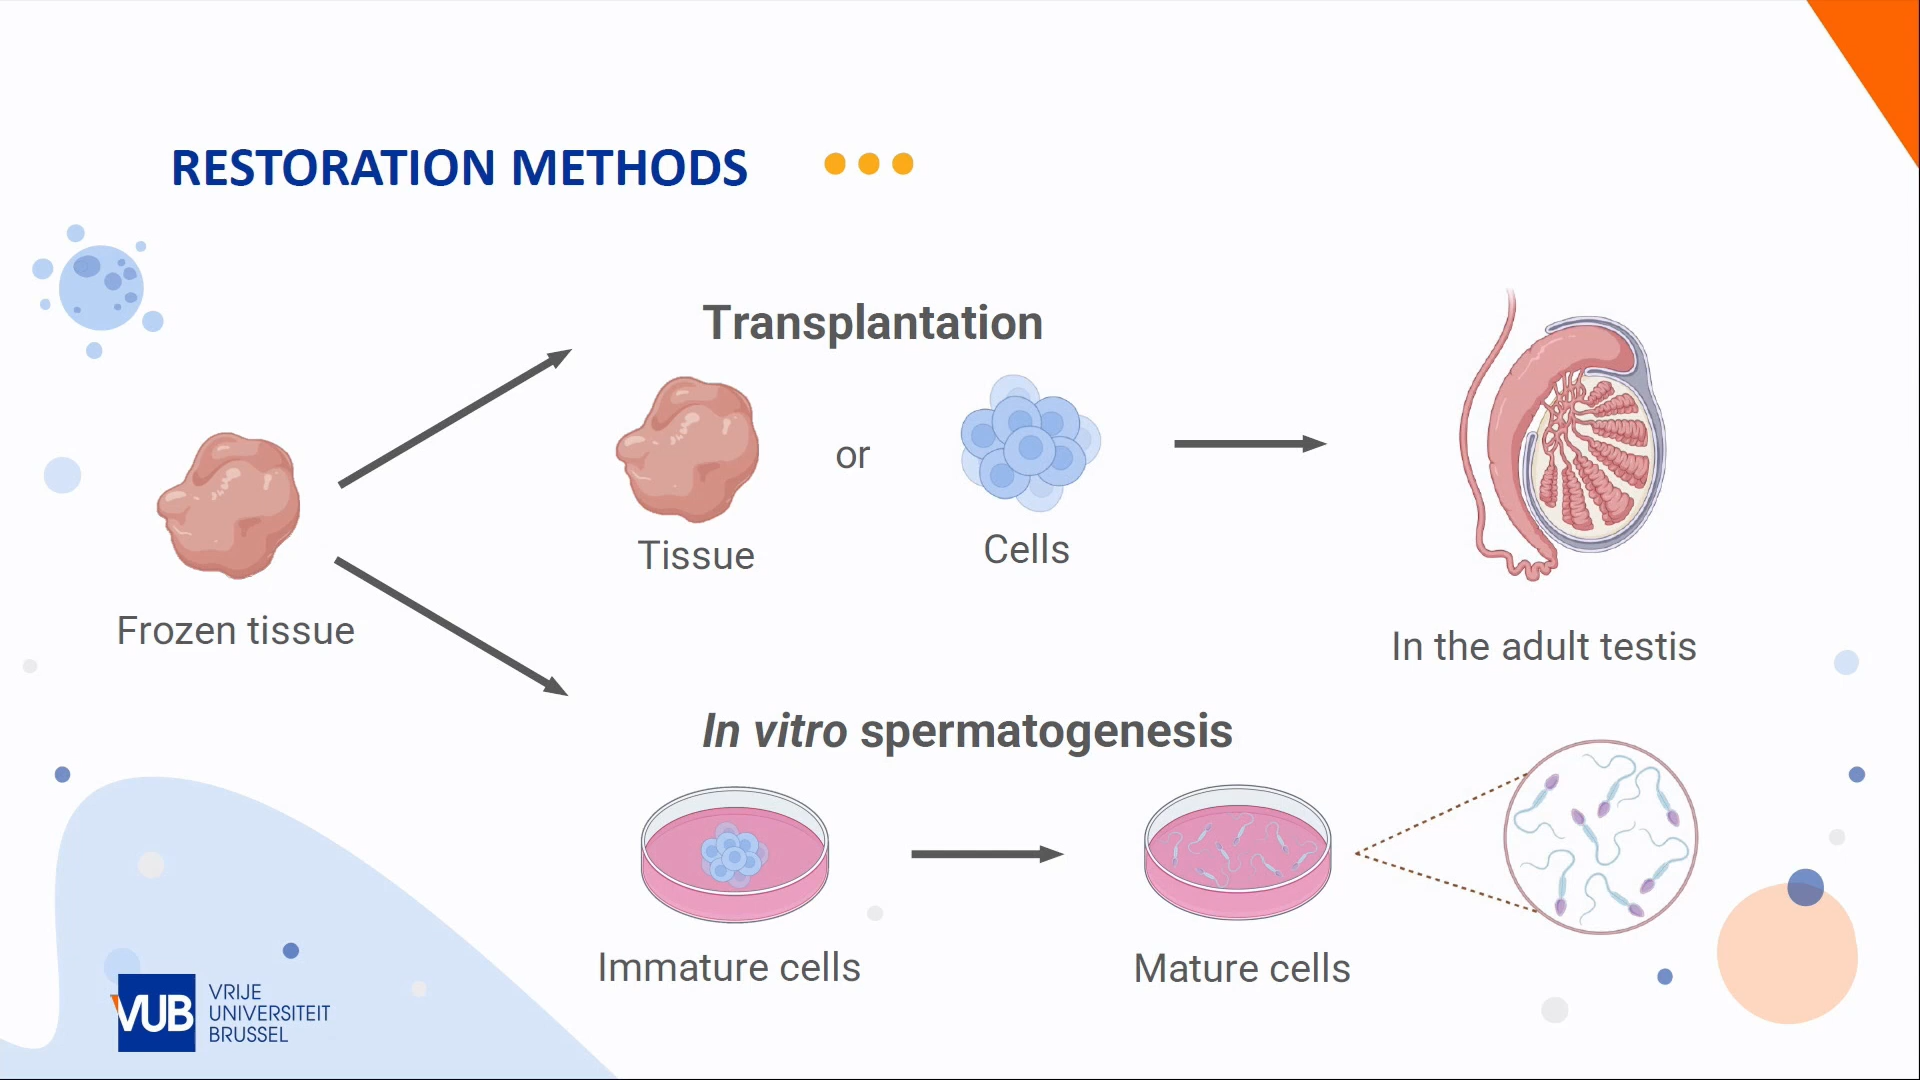 RESTORATION METHODS
Transplantation
or
Tissue
Cells
Frozen tissue
In the adult testis
In vitro spermatogenesis
Immature cells
Mature cells
VUB
VRIJE
UNIVERSITEIT
BRUSSEL